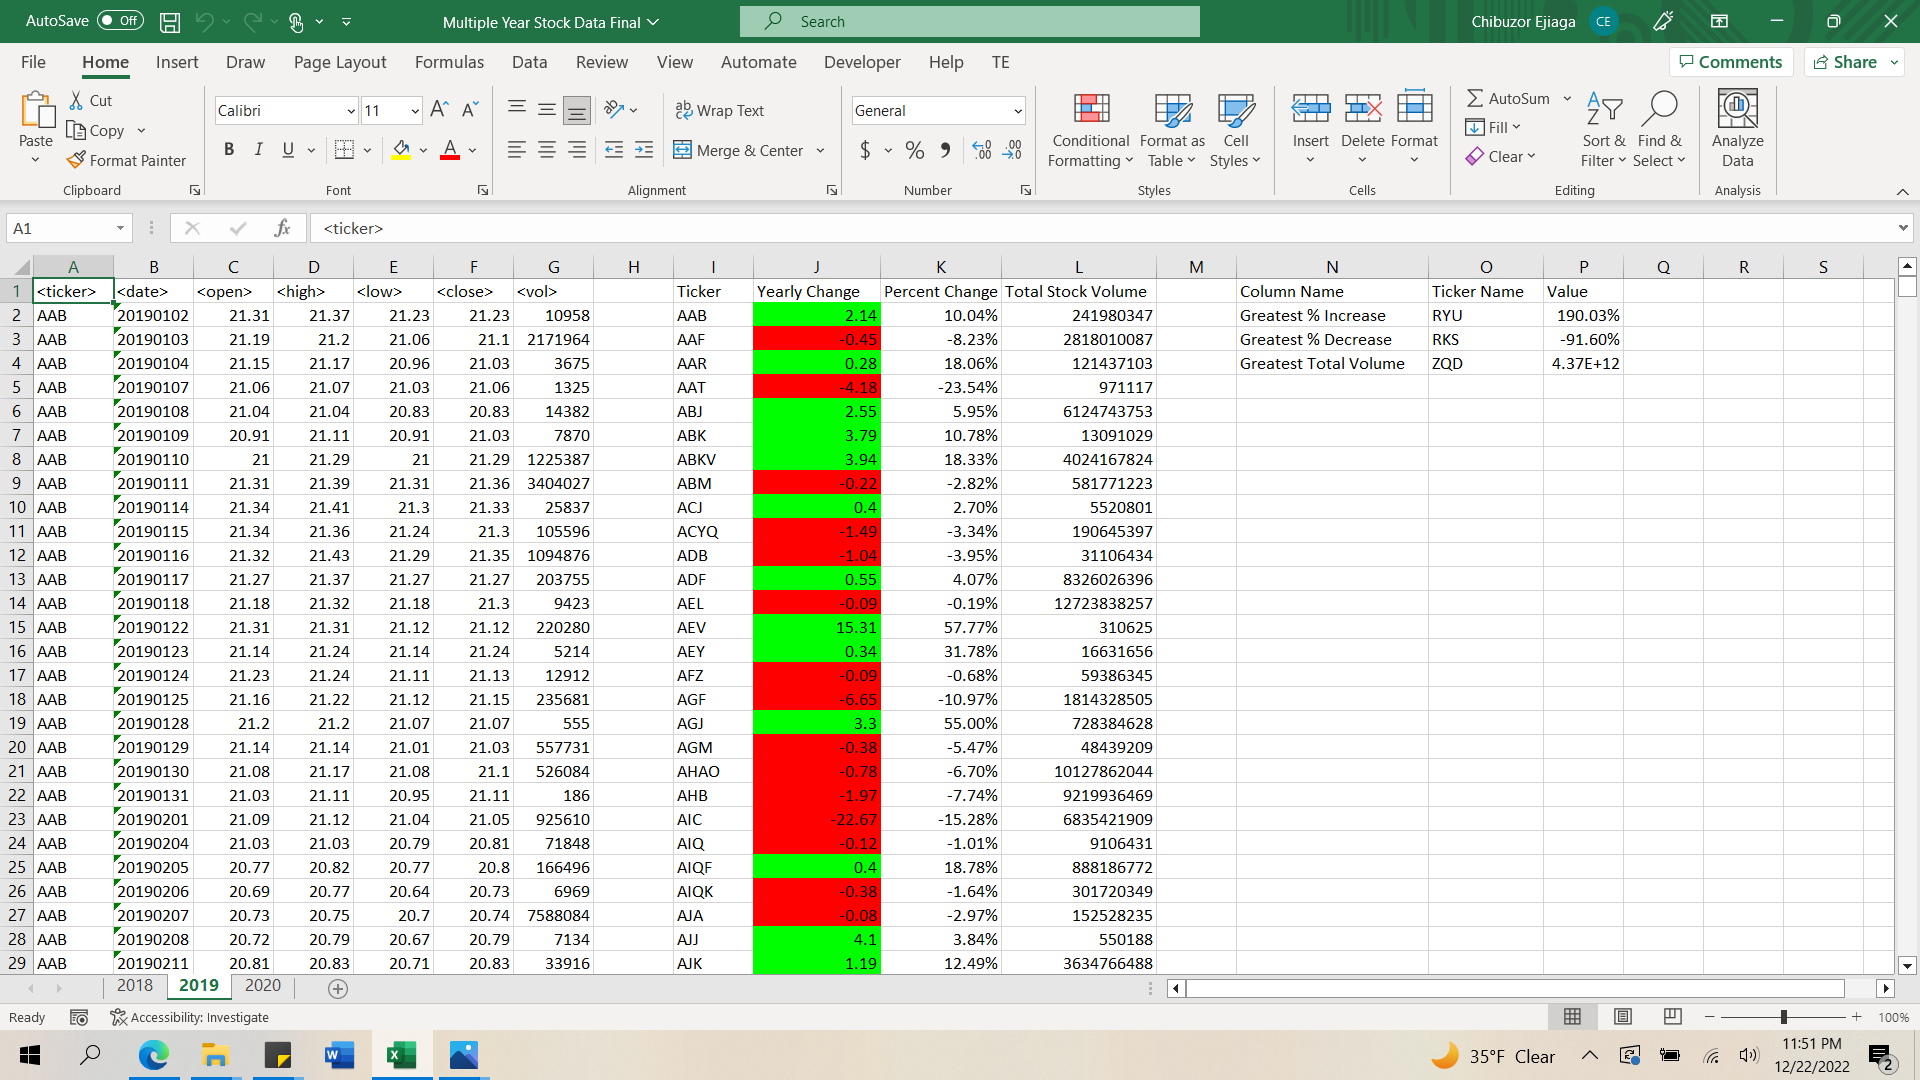 AutoSave Off Multiple Year Stock Data Final Search Chibuzor Ejiaga CE
File Home Insert Draw Page Layout Formulas Data Review View Automate Developer Help TE Comments Share
Paste Cut Copy Format Painter Clipboard
Calibri 11 B I U A Font
Wrap Text Merge & Center Alignment
General $ % Number
Conditional Formatting Format as Table Cell Styles Styles
Insert Delete Format Cells
AutoSum Fill Clear Sort & Filter Find & Select Editing
Analyze Data Analysis
A1 fx <ticker>
A B C D E F G H I J K L M N O P Q R S
1 <ticker> <date> <open> <high> <low> <close> <vol> Ticker Yearly Change Percent Change Total Stock Volume Column Name Ticker Name Value
2 AAB 20190102 21.31 21.37 21.23 21.23 10958 AAB 2.14 10.04% 241980347 Greatest % Increase RYU 190.03%
3 AAB 20190103 21.19 21.2 21.06 21.1 2171964 AAF -0.45 -8.23% 2818010087 Greatest % Decrease RKS -91.60%
4 AAB 20190104 21.15 21.17 20.96 21.03 3675 AAR 0.28 18.06% 121437103 Greatest Total Volume ZQD 4.37E+12
5 AAB 20190107 21.06 21.07 21.03 21.06 1325 AAT -4.18 -23.54% 971117
6 AAB 20190108 21.04 21.04 20.83 20.83 14382 ABJ 2.55 5.95% 6124743753
7 AAB 20190109 20.91 21.11 20.91 21.03 7870 ABK 3.79 10.78% 13091029
8 AAB 20190110 21 21.29 21 21.29 1225387 ABKV 3.94 18.33% 4024167824
9 AAB 20190111 21.31 21.39 21.31 21.36 3404027 ABM -0.22 -2.82% 581771223
10 AAB 20190114 21.34 21.41 21.3 21.33 25837 ACJ 0.4 2.70% 5520801
11 AAB 20190115 21.34 21.36 21.24 21.3 105596 ACYQ -1.49 -3.34% 190645397
12 AAB 20190116 21.32 21.43 21.29 21.35 1094876 ADB -1.04 -3.95% 31106434
13 AAB 20190117 21.27 21.37 21.27 21.27 203755 ADF 0.55 4.07% 8326026396
14 AAB 20190118 21.18 21.32 21.18 21.3 9423 AEL -0.09 -0.19% 12723838257
15 AAB 20190122 21.31 21.31 21.12 21.12 220280 AEV 15.31 57.77% 310625
16 AAB 20190123 21.14 21.24 21.14 21.24 5214 AEY 0.34 31.78% 16631656
17 AAB 20190124 21.23 21.24 21.11 21.13 12912 AFZ -0.09 -0.68% 59386345
18 AAB 20190125 21.16 21.22 21.12 21.15 235681 AGF -6.65 -10.97% 1814328505
19 AAB 20190128 21.2 21.2 21.07 21.07 555 AGJ 3.3 55.00% 728384628
20 AAB 20190129 21.14 21.14 21.01 21.03 557731 AGM -0.38 -5.47% 48439209
21 AAB 20190130 21.08 21.17 21.08 21.1 526084 AHAO -0.78 -6.70% 10127862044
22 AAB 20190131 21.03 21.11 20.95 21.11 186 AHB -1.97 -7.74% 9219936469
23 AAB 20190201 21.09 21.12 21.04 21.05 925610 AIC -22.67 -15.28% 6835421909
24 AAB 20190204 21.03 21.03 20.79 20.81 71848 AIQ -0.12 -1.01% 9106431
25 AAB 20190205 20.77 20.82 20.77 20.8 166496 AIQF 0.4 18.78% 888186772
26 AAB 20190206 20.69 20.77 20.64 20.73 6969 AIQK -0.38 -1.64% 301720349
27 AAB 20190207 20.73 20.75 20.7 20.74 7588084 AJA -0.08 -2.97% 152528235
28 AAB 20190208 20.72 20.79 20.67 20.79 7134 AJJ 4.1 3.84% 550188
29 AAB 20190211 20.81 20.83 20.71 20.83 33916 AJK 1.19 12.49% 3634766488
2018 2019 2020
Ready Accessibility: Investigate 100%
35°F Clear 11:51 PM
12/22/2022 2